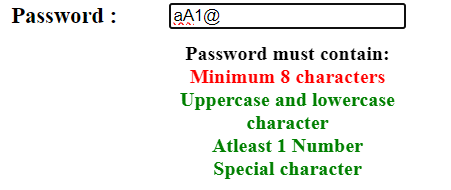 Password : aA1@
Password must contain:
Minimum 8 characters
Uppercase and lowercase
character
Atleast 1 Number
Special character